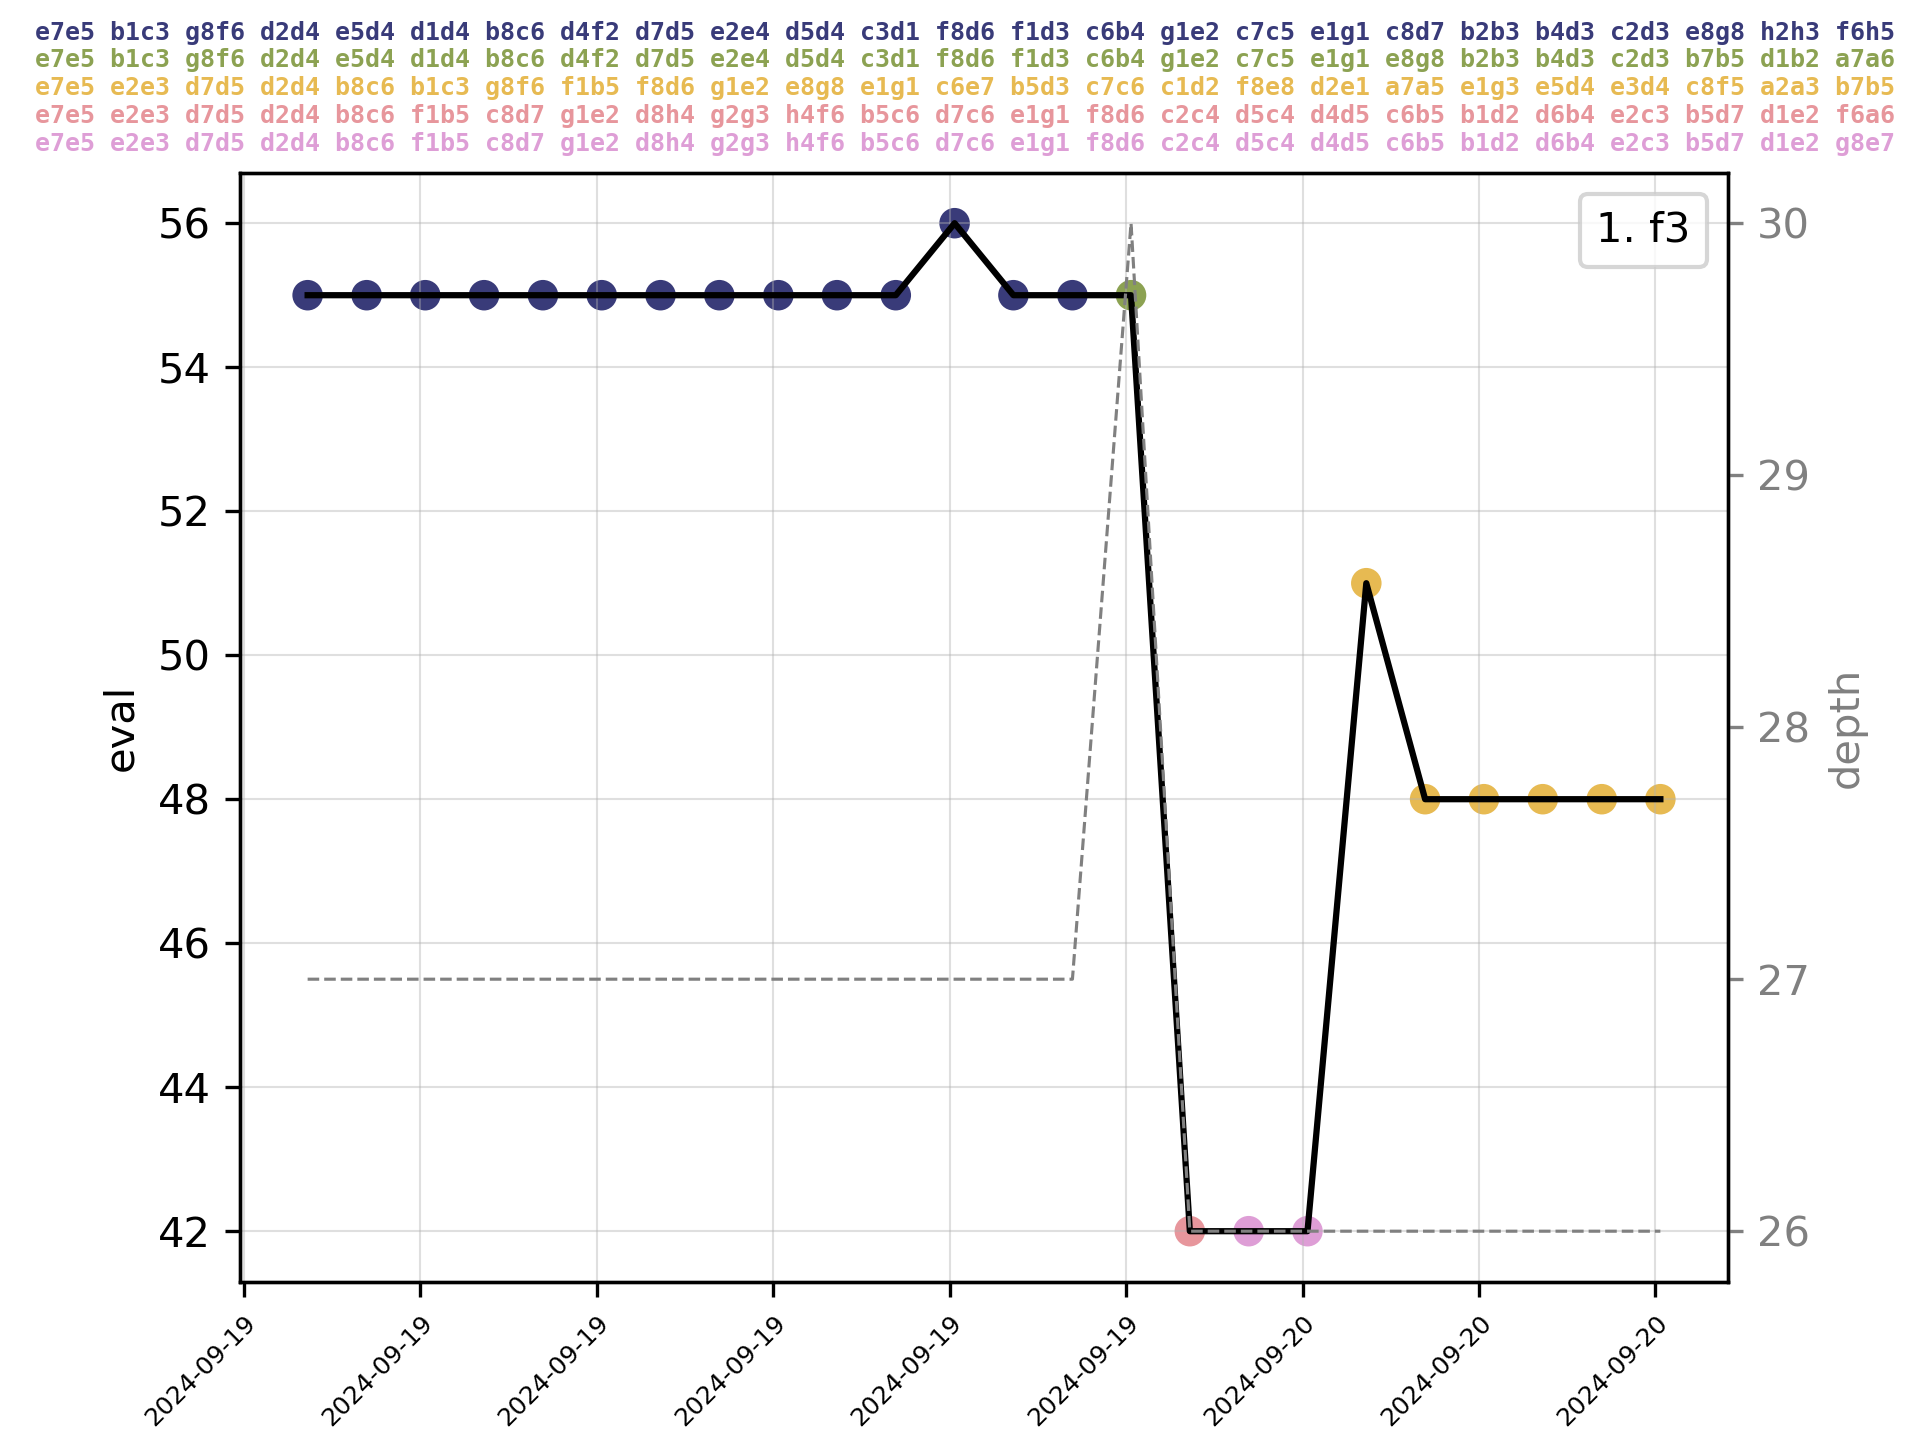 e7e5 b1c3 g8f6 d2d4 e5d4 d1d4 b8c6 d4f2 d7d5 e2e4 d5d4 c3d1 f8d6 f1d3 c6b4 g1e2 c7c5 e1g1 c8d7 b2b3 b4d3 c2d3 e8g8 h2h3 f6h5
e7e5 b1c3 g8f6 d2d4 e5d4 d1d4 b8c6 d4f2 d7d5 e2e4 d5d4 c3d1 f8d6 f1d3 c6b4 g1e2 c7c5 e1g1 e8g8 b2b3 b4d3 c2d3 b7b5 d1b2 a7a6
e7e5 e2e3 d7d5 d2d4 b8c6 b1c3 g8f6 f1b5 f8d6 g1e2 e8g8 e1g1 c6e7 b5d3 c7c6 c1d2 f8e8 d2e1 a7a5 e1g3 e5d4 e3d4 c8f5 a2a3 b7b5
e7e5 e2e3 d7d5 d2d4 b8c6 f1b5 c8d7 g1e2 d8h4 g2g3 h4f6 b5c6 d7c6 e1g1 f8d6 c2c4 d5c4 d4d5 c6b5 b1d2 d6b4 e2c3 b5d7 d1e2 f6a6
e7e5 e2e3 d7d5 d2d4 b8c6 f1b5 c8d7 g1e2 d8h4 g2g3 h4f6 b5c6 d7c6 e1g1 f8d6 c2c4 d5c4 d4d5 c6b5 b1d2 d6b4 e2c3 b5d7 d1e2 g8e7
1. f3
56
54
52
50
48
46
44
42
eval
30
29
28
27
26
depth
2024-09-19
2024-09-19
2024-09-19
2024-09-19
2024-09-19
2024-09-19
2024-09-20
2024-09-20
2024-09-20